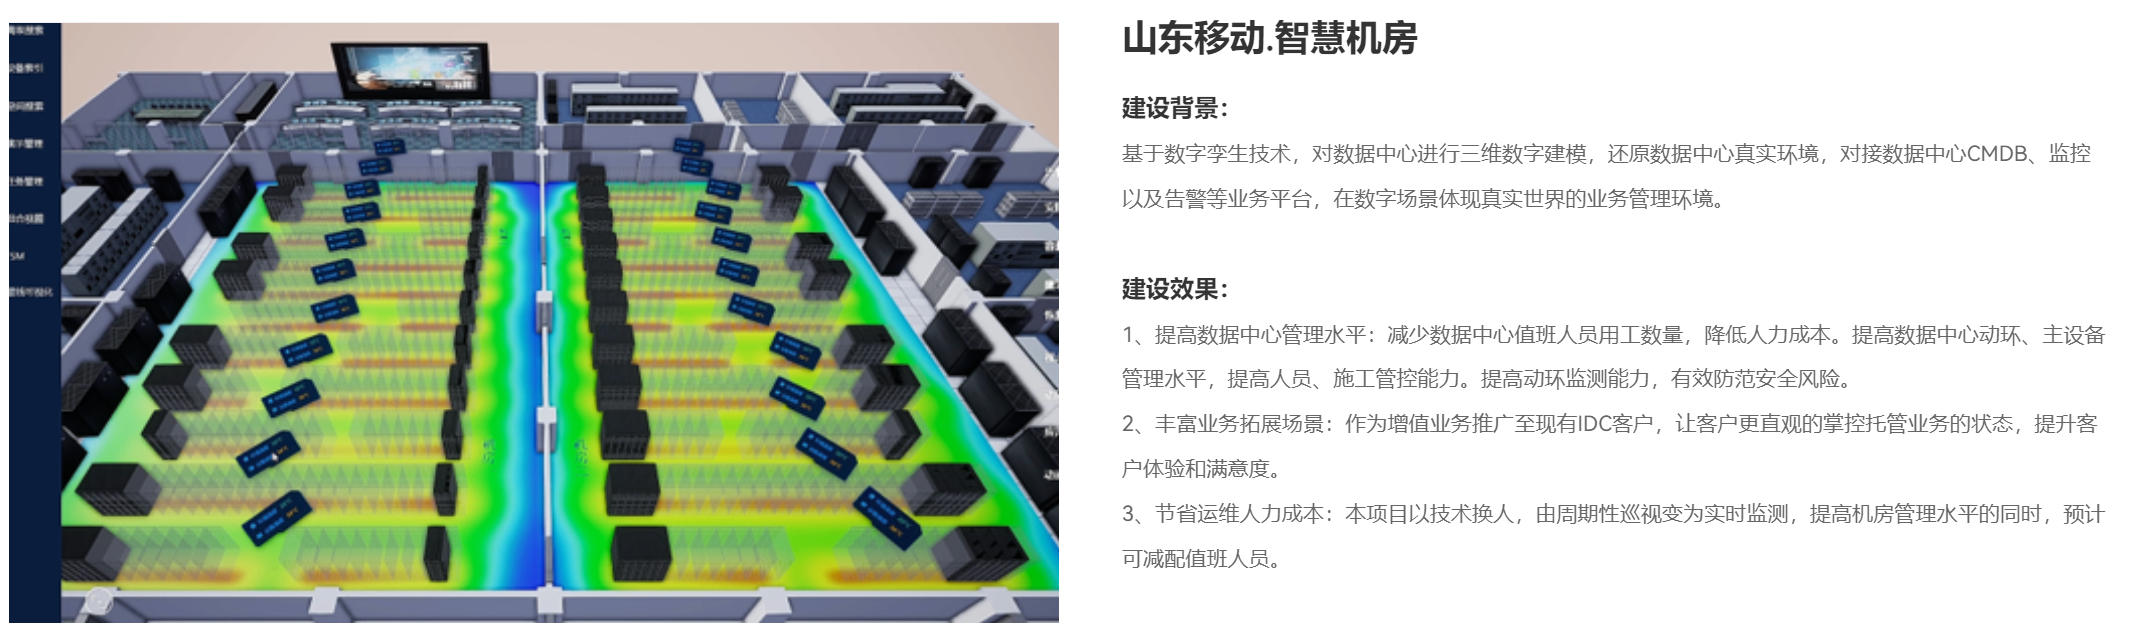 山东移动.智慧机房
建设背景：
基于数字孪生技术，对数据中心进行三维数字建模，还原数据中心真实环境，对接数据中心CMDB、监控
以及告警等业务平台，在数字场景体现真实世界的业务管理环境。
建设效果：
1、提高数据中心管理水平：减少数据中心值班人员用工数量，降低人力成本。提高数据中心动环、主设备
管理水平，提高人员、施工管控能力。提高动环监测能力，有效防范安全风险。
2、丰富业务拓展场景：作为增值业务推广至现有IDC客户，让客户更直观的掌控托管业务的状态，提升客
户体验和满意度。
3、节省运维人力成本：本项目以技术换人，由周期性巡视变为实时监测，提高机房管理水平的同时，预计
可减配值班人员。